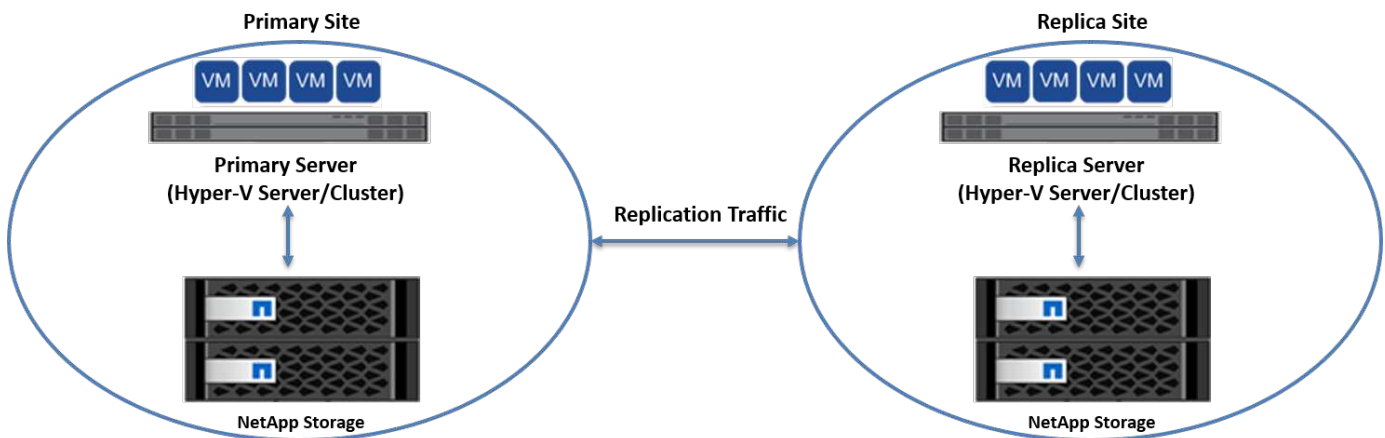 Primary Site
Replica Site
VM VM VM VM
VM VM VM VM
Primary Server
(Hyper-V Server/Cluster)
Replica Server
(Hyper-V Server/Cluster)
Replication Traffic
NetApp Storage
NetApp Storage